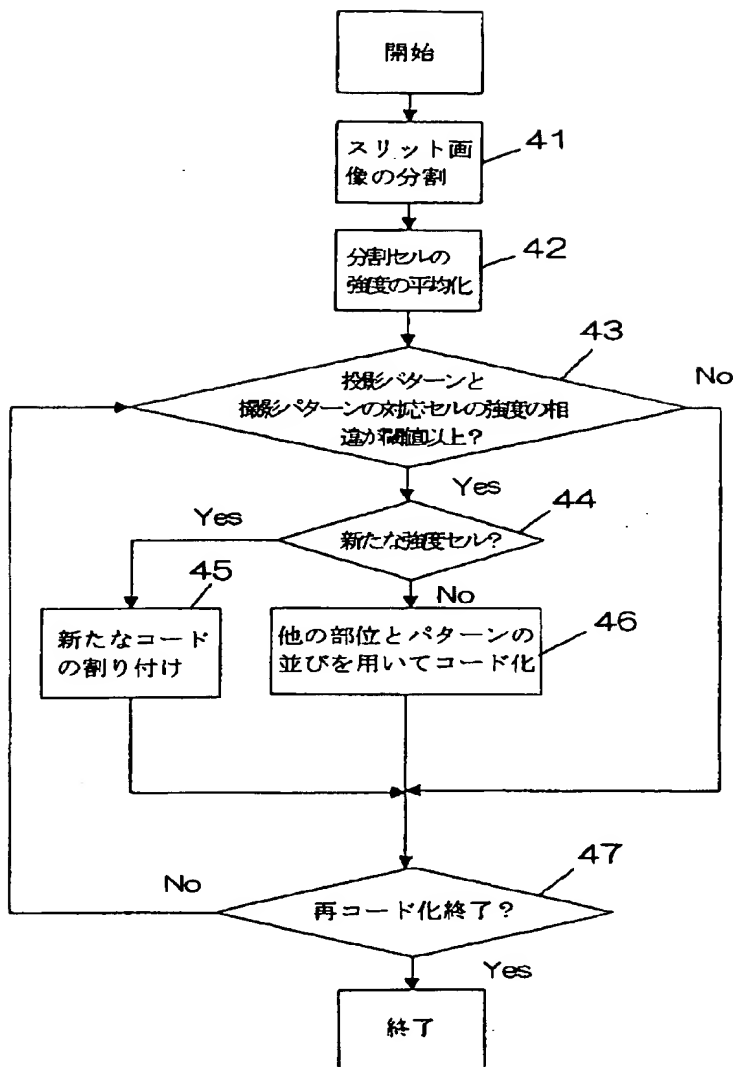 開始
スリット画
像の分割
41
分割セルの
強度の平均化
42
43
投影パターンと
撮影パターンの対応セルの強度の相
違が閾値以上?
No
Yes
44
Yes
新たな強度セル?
45
No
新たなコード
の割り付け
他の部位とパターンの
並びを用いてコード化
46
47
No
再コード化終了?
Yes
終了